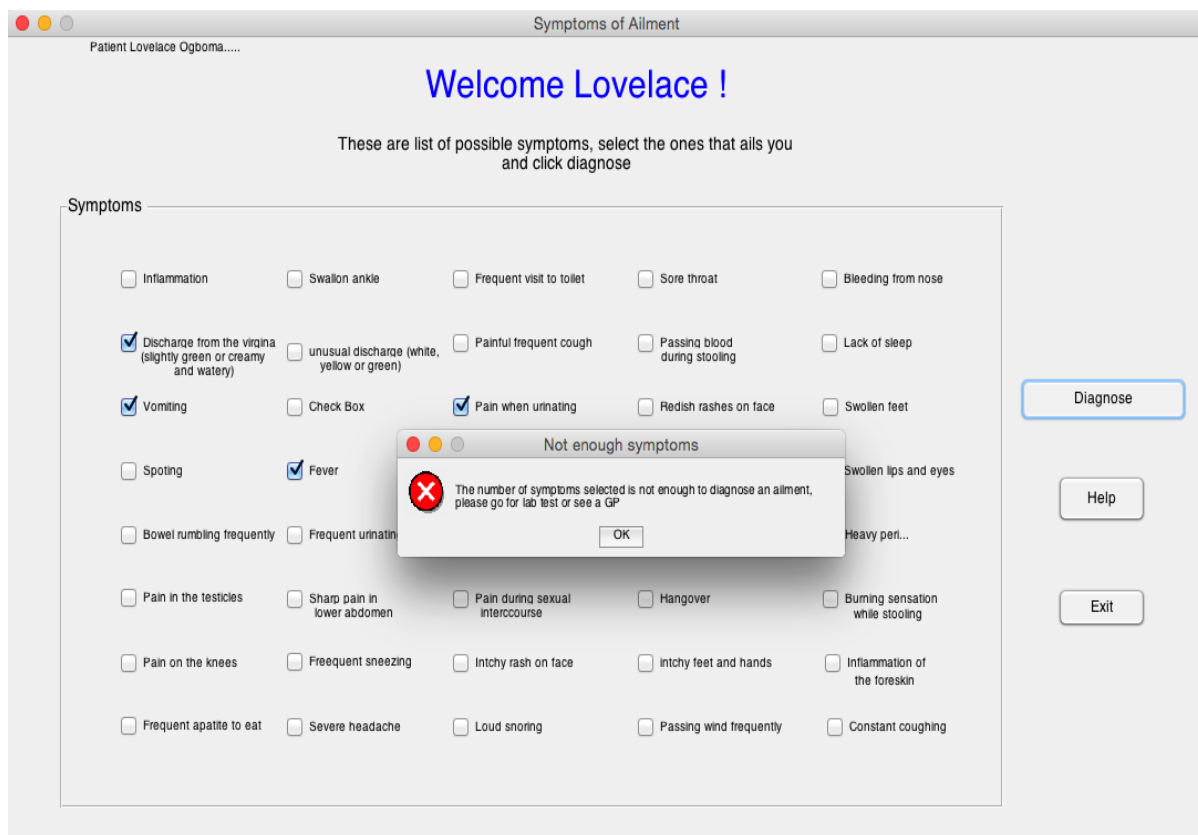 Symptoms of Ailment
Patient Lovelace Ogboma.....
Welcome Lovelace !
These are list of possible symptoms, select the ones that ails you
and click diagnose
Symptoms
Inflammation
Swallon ankle
Frequent visit to toilet
Sore throat
Bleeding from nose
Discharge from the virgina
(slightly green or creamy
and watery)
unusual discharge (white,
yellow or green)
Painful frequent cough
Passing blood
during stooling
Lack of sleep
Vomiting
Check Box
Pain when urinating
Redish rashes on face
Swollen feet
Diagnose
Not enough symptoms
The number of symptoms selected is not enough to diagnose an ailment,
please go for lab test or see a GP
OK
Spoting
Fever
Swollen lips and eyes
Help
Bowel rumbling frequently
Frequent urinatin
Heavy peri...
Pain in the testicles
Sharp pain in
lower abdomen
Pain during sexual
interccourse
Hangover
Burning sensation
while stooling
Exit
Pain on the knees
Freequent sneezing
Intchy rash on face
intchy feet and hands
Inflammation of
the foreskin
Frequent apatite to eat
Severe headache
Loud snoring
Passing wind frequently
Constant coughing